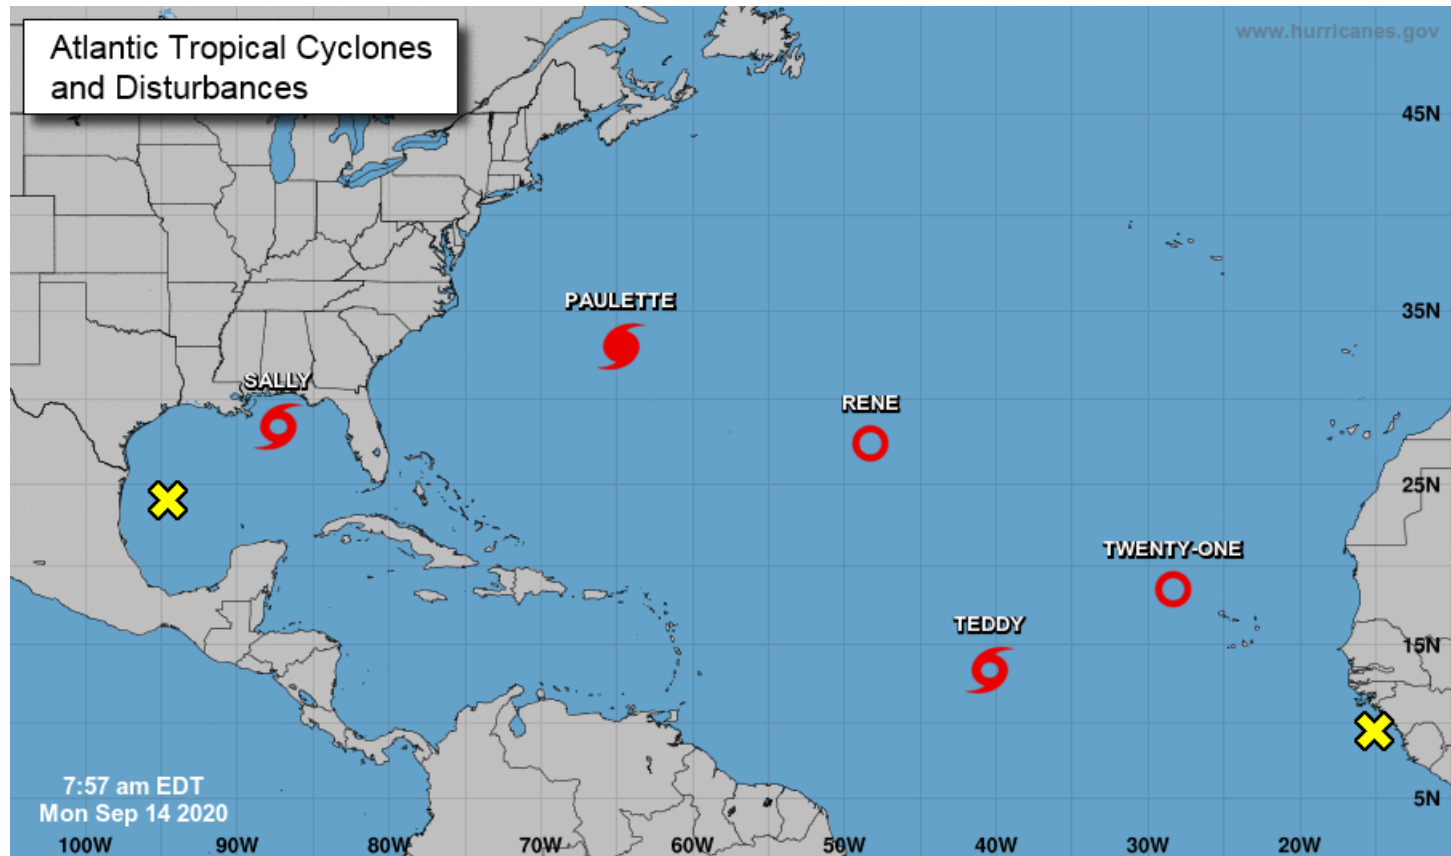 Atlantic Tropical Cyclones
and Disturbances
www.hurricanes.gov
45N
PAULETTE
35N
SALLY
RENE
25N
TWENTY-ONE
TEDDY
15N
7:57 am EDT
Mon Sep 14 2020
5N
100W 90W 80W 70W 60W 50W 40W 30W 20W